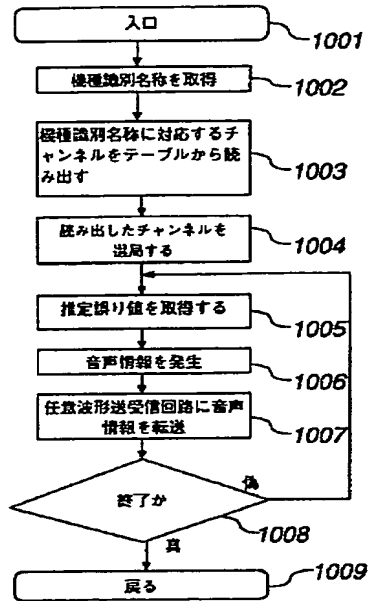 入口
1001
機種識別名称を取得
1002
機種識別名称に対応するチ
ャンネルをテーブルから読
み出す
1003
読み出したチャンネルを
選局する
1004
推定誤り値を取得する
1005
音声情報を発生
1006
任意波形送受信回路に音声
情報を転送
1007
偽
終了か
1008
真
戻る
1009